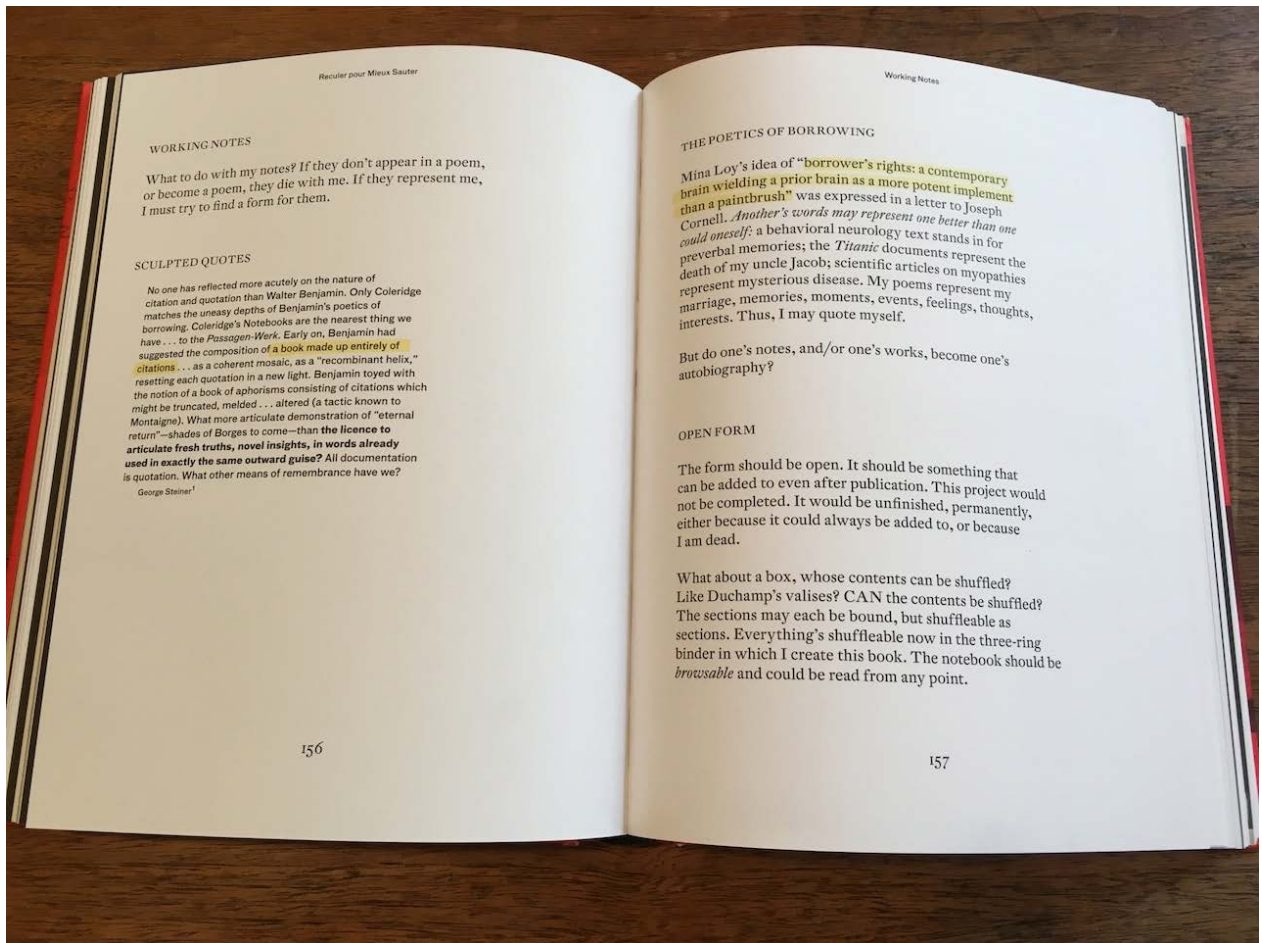 Reculer pour Mieux Sauter
WORKING NOTES
What to do with my notes? If they don't appear in a poem,
or become a poem, they die with me. If they represent me,
I must try to find a form for them.
SCULPTED QUOTES
No one has reflected more acutely on the nature of
citation and quotation than Walter Benjamin. Only Coleridge
matches the uneasy depths of Benjamin's poetics of
borrowing. Coleridge's Notebooks are the nearest thing we
have . . . to the Passagen-Werk. Early on, Benjamin had
suggested the composition of a book made up entirely of
citations . . . as a coherent mosaic, as a "recombinant helix,"
resetting each quotation in a new light. Benjamin toyed with
the notion of a book of aphorisms consisting of citations which
might be truncated, melded . . . altered (a tactic known to
Montaigne). What more articulate demonstration of "eternal
return"—shades of Borges to come—than the licence to
articulate fresh truths, novel insights, in words already
used in exactly the same outward guise? All documentation
is quotation. What other means of remembrance have we?
George Steiner¹
156
Working Notes
THE POETICS OF BORROWING
Mina Loy's idea of "borrower's rights: a contemporary
brain wielding a prior brain as a more potent implement
than a paintbrush" was expressed in a letter to Joseph
Cornell. Another's words may represent one better than one
could oneself: a behavioral neurology text stands in for
preverbal memories; the Titanic documents represent the
death of my uncle Jacob; scientific articles on myopathies
represent mysterious disease. My poems represent my
marriage, memories, moments, events, feelings, thoughts,
interests. Thus, I may quote myself.
But do one's notes, and/or one's works, become one's
autobiography?
OPEN FORM
The form should be open. It should be something that
can be added to even after publication. This project would
not be completed. It would be unfinished, permanently,
either because it could always be added to, or because
I am dead.
What about a box, whose contents can be shuffled?
Like Duchamp's valises? CAN the contents be shuffled?
The sections may each be bound, but shuffleable as
sections. Everything's shuffleable now in the three-ring
binder in which I create this book. The notebook should be
browsable and could be read from any point.
157